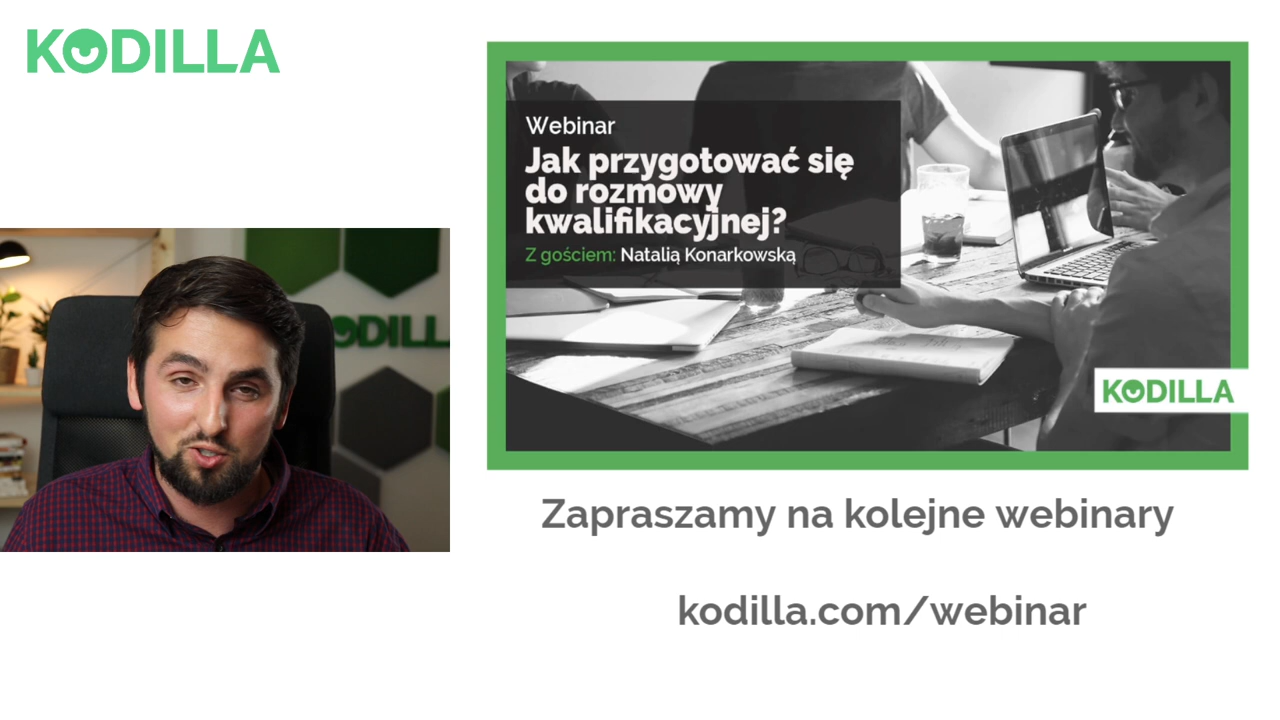 KODILLA
Webinar
Jak przygotować się
do rozmowy
kwalifikacyjnej?
Z gościem: Natalią Konarkowską
ODILL
KODILLA
Zapraszamy na kolejne webinary
kodilla.com/webinar